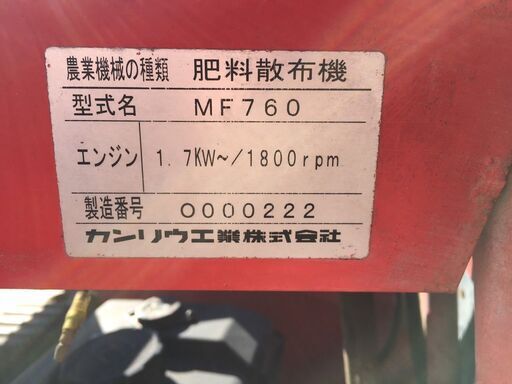 農業機械の種類 肥料散布機
型式名 MF760
エンジン 1.7KW~/1800rpm
製造番号 0000222
カンリウ工業株式会社